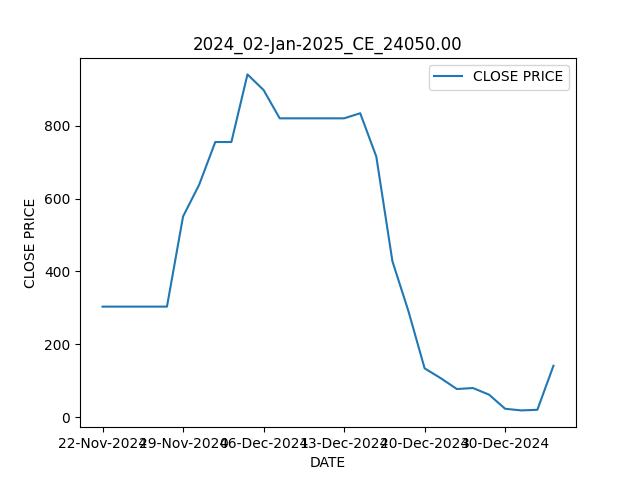 2024_02-Jan-2025_CE_24050.00
CLOSE PRICE
800
600
400
200
0
CLOSE PRICE
22-Nov-2024 29-Nov-2024 06-Dec-2024 13-Dec-2024 20-Dec-2024 30-Dec-2024
DATE